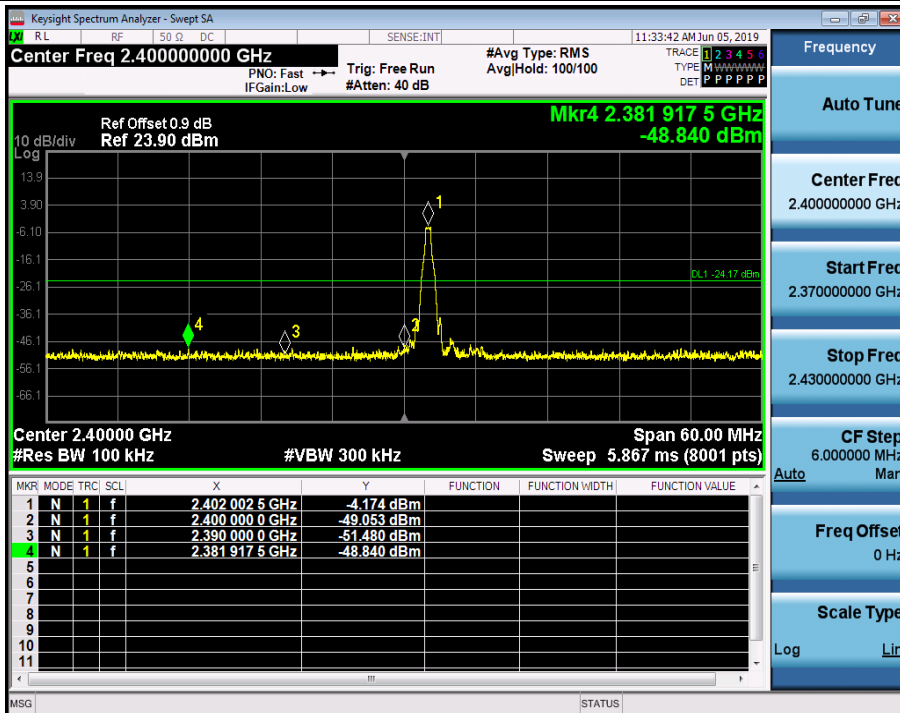 Keysight Spectrum Analyzer - Swept SA
LXI RL RF 50 Ω DC SENSE:INT 11:33:42 AM Jun 05, 2019
Center Freq 2.400000000 GHz
PNO: Fast
IFGain:Low
Trig: Free Run
#Atten: 40 dB
#Avg Type: RMS
Avg|Hold: 100/100
TRACE 1 2 3 4 5 6
TYPE M W W W W W
DET P P P P P P
Mkr4 2.381 917 5 GHz
-48.840 dBm
Ref Offset 0.9 dB
10 dB/div Ref 23.90 dBm
Log
13.9
3.90
-6.10
-16.1
-26.1
-36.1
-46.1
-56.1
-66.1
1
DL1 -24.17 dBm
4
3
2
Center 2.40000 GHz Span 60.00 MHz
#Res BW 100 kHz #VBW 300 kHz Sweep 5.867 ms (8001 pts)
MKR MODE TRC SCL X Y FUNCTION FUNCTION WIDTH FUNCTION VALUE
1 N 1 f 2.402 002 5 GHz -4.174 dBm
2 N 1 f 2.400 000 0 GHz -49.053 dBm
3 N 1 f 2.390 000 0 GHz -51.480 dBm
4 N 1 f 2.381 917 5 GHz -48.840 dBm
5
6
7
8
9
10
11
MSG STATUS
Frequency
Auto Tune
Center Freq
2.400000000 GHz
Start Freq
2.370000000 GHz
Stop Freq
2.430000000 GHz
CF Step
6.000000 MHz
Auto Man
Freq Offset
0 Hz
Scale Type
Log Lin